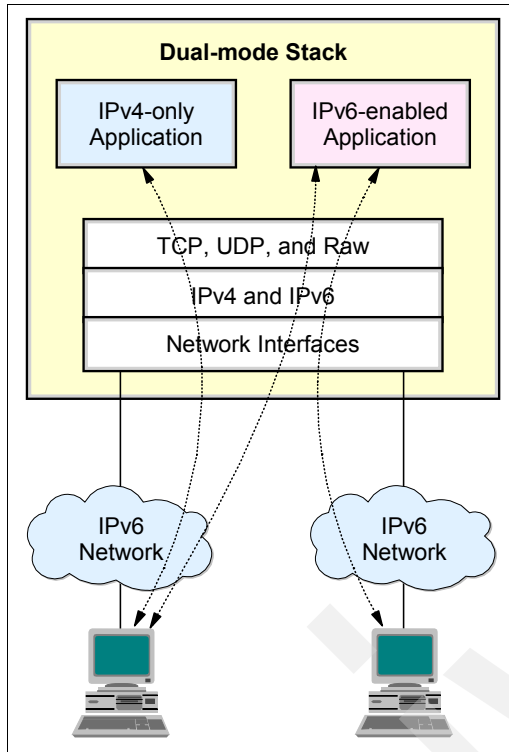 Dual-mode Stack
IPv4-only
Application
IPv6-enabled
Application
TCP, UDP, and Raw
IPv4 and IPv6
Network Interfaces
IPv6
Network
IPv6
Network